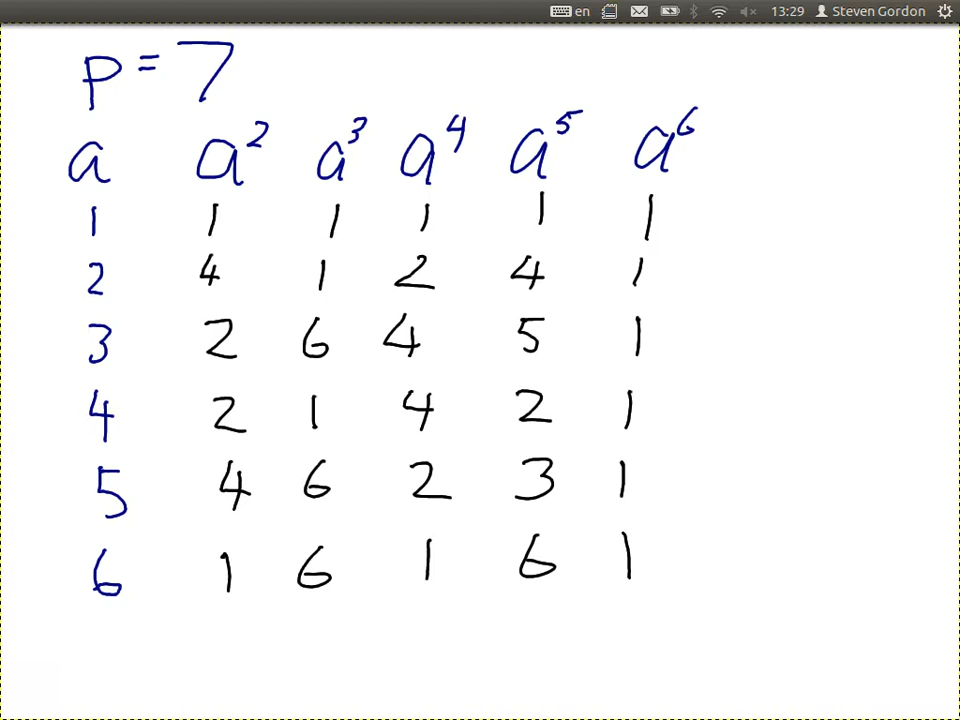 en 13:29 Steven Gordon
p = 7
a a² a³ a⁴ a⁵ a⁶
1 1 1 1 1 1
2 4 1 2 4 1
3 2 6 4 5 1
4 2 1 4 2 1
5 4 6 2 3 1
6 1 6 1 6 1